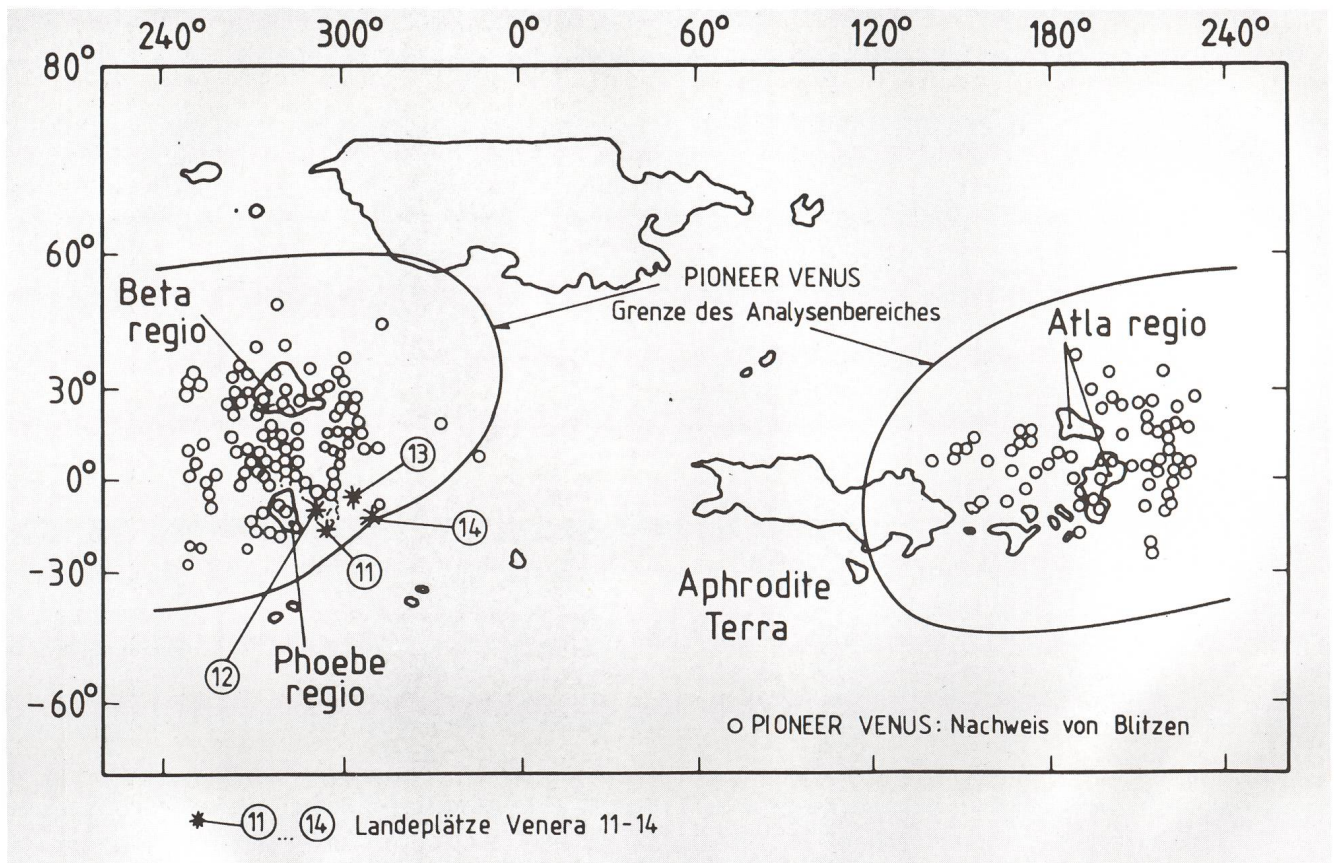 240° 300° 0° 60° 120° 180° 240°
80°
60°
30°
0°
-30°
-60°
Beta
regio
PIONEER VENUS
Grenze des Analysenbereiches
Atla regio
13
14
11
12
Phoebe
regio
Aphrodite
Terra
o PIONEER VENUS: Nachweis von Blitzen
* 11 ... 14 Landeplätze Venera 11-14